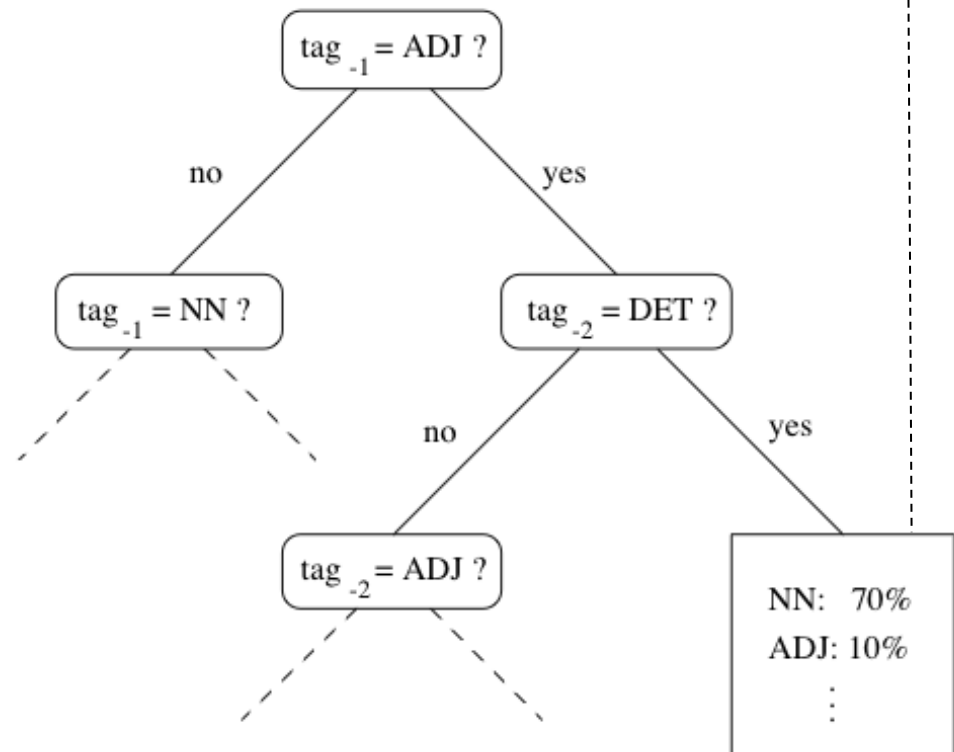 tag -1 = ADJ ?
no
yes
tag -1 = NN ?
tag -2 = DET ?
no
yes
tag -2 = ADJ ?
NN: 70%
ADJ: 10%
⋮